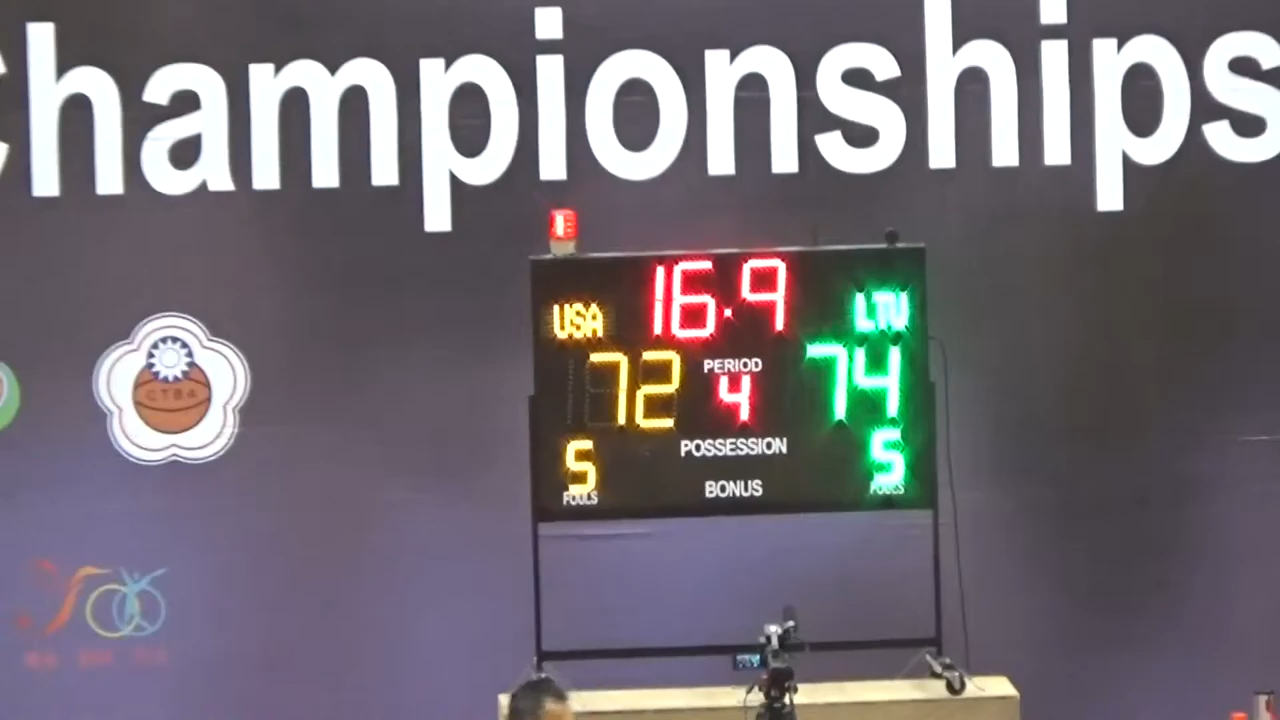 Championships
16.9
USA
LTU
72
PERIOD
74
4
POSSESSION
5
5
BONUS
FOULS
FOULS
CTBA